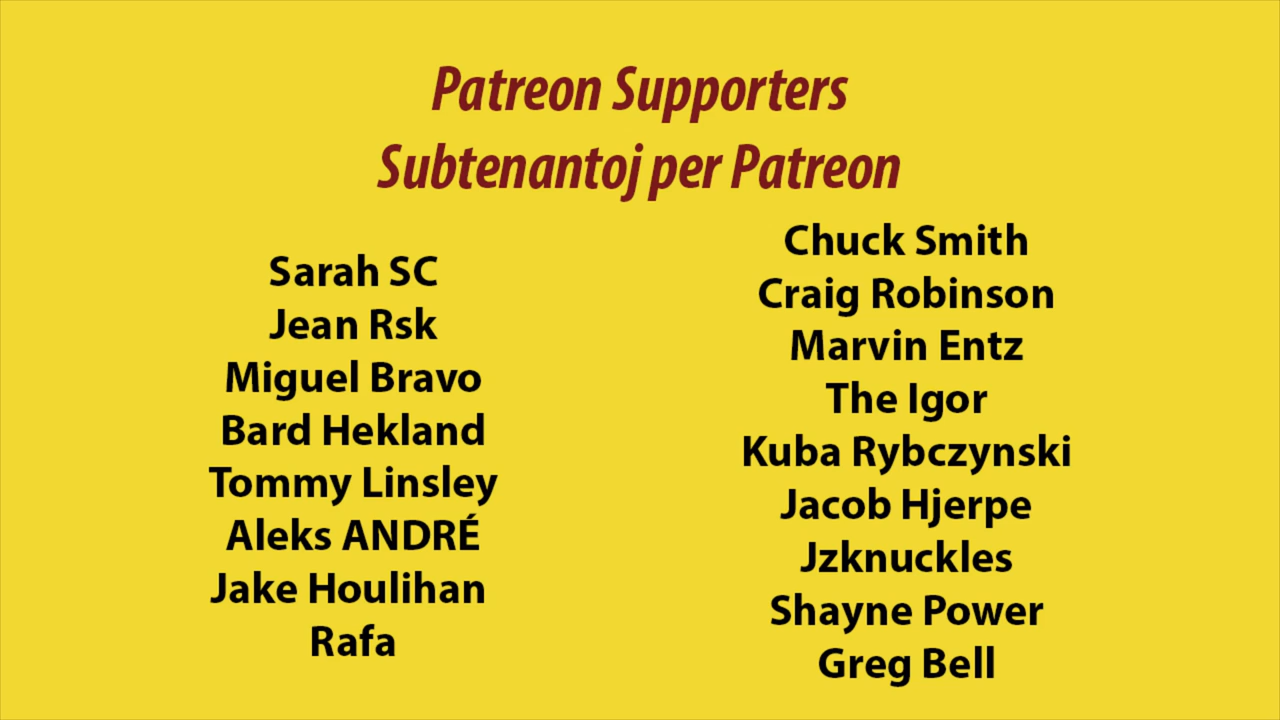 Patreon Supporters
Subtenantoj per Patreon
Sarah SC
Jean Rsk
Miguel Bravo
Bard Hekland
Tommy Linsley
Aleks ANDRÉ
Jake Houlihan
Rafa
Chuck Smith
Craig Robinson
Marvin Entz
The Igor
Kuba Rybczynski
Jacob Hjerpe
Jzknuckles
Shayne Power
Greg Bell